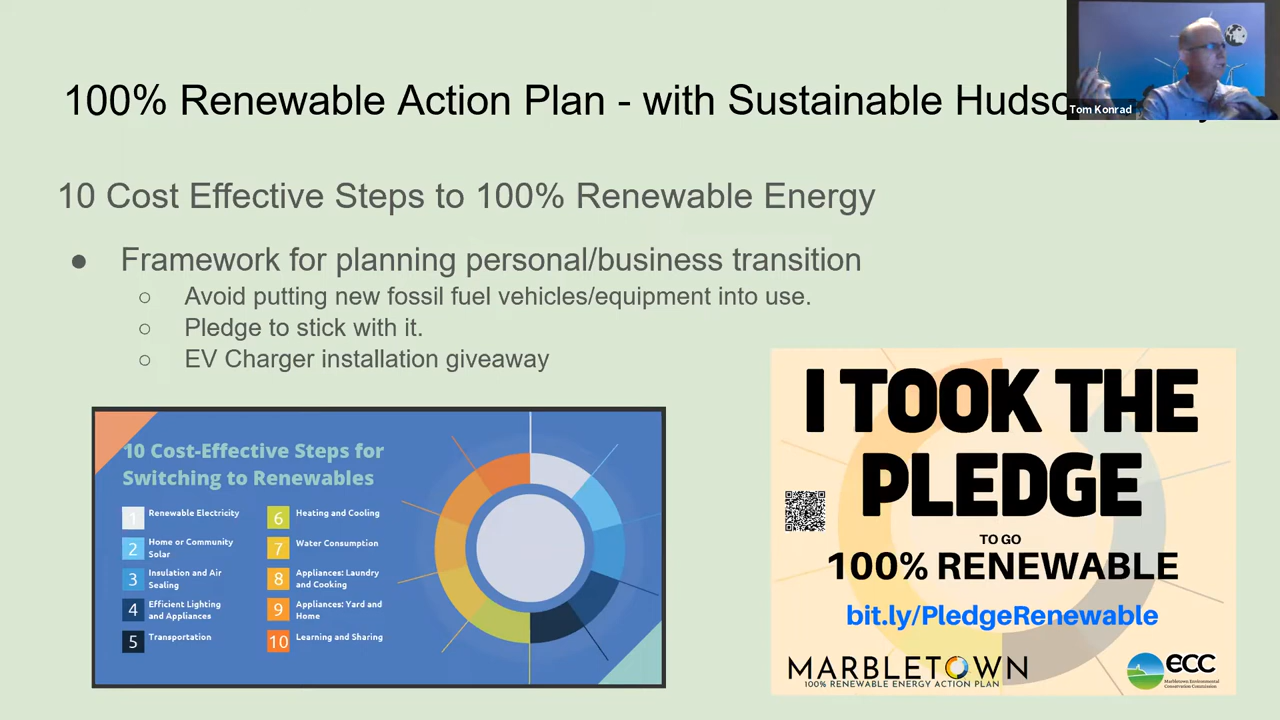 100% Renewable Action Plan - with Sustainable Hudso
Tom Konrad
10 Cost Effective Steps to 100% Renewable Energy
● Framework for planning personal/business transition
○ Avoid putting new fossil fuel vehicles/equipment into use.
○ Pledge to stick with it.
○ EV Charger installation giveaway
10 Cost-Effective Steps for
Switching to Renewables
1 Renewable Electricity
2 Home or Community
Solar
3 Insulation and Air
Sealing
4 Efficient Lighting
and Appliances
5 Transportation
6 Heating and Cooling
7 Water Consumption
8 Appliances: Laundry
and Cooking
9 Appliances: Yard and
Home
10 Learning and Sharing
I TOOK THE
PLEDGE
TO GO
100% RENEWABLE
bit.ly/PledgeRenewable
MARBLETOWN
100% RENEWABLE ENERGY ACTION PLAN
ecc
Marbletown Environmental
Conservation Commission